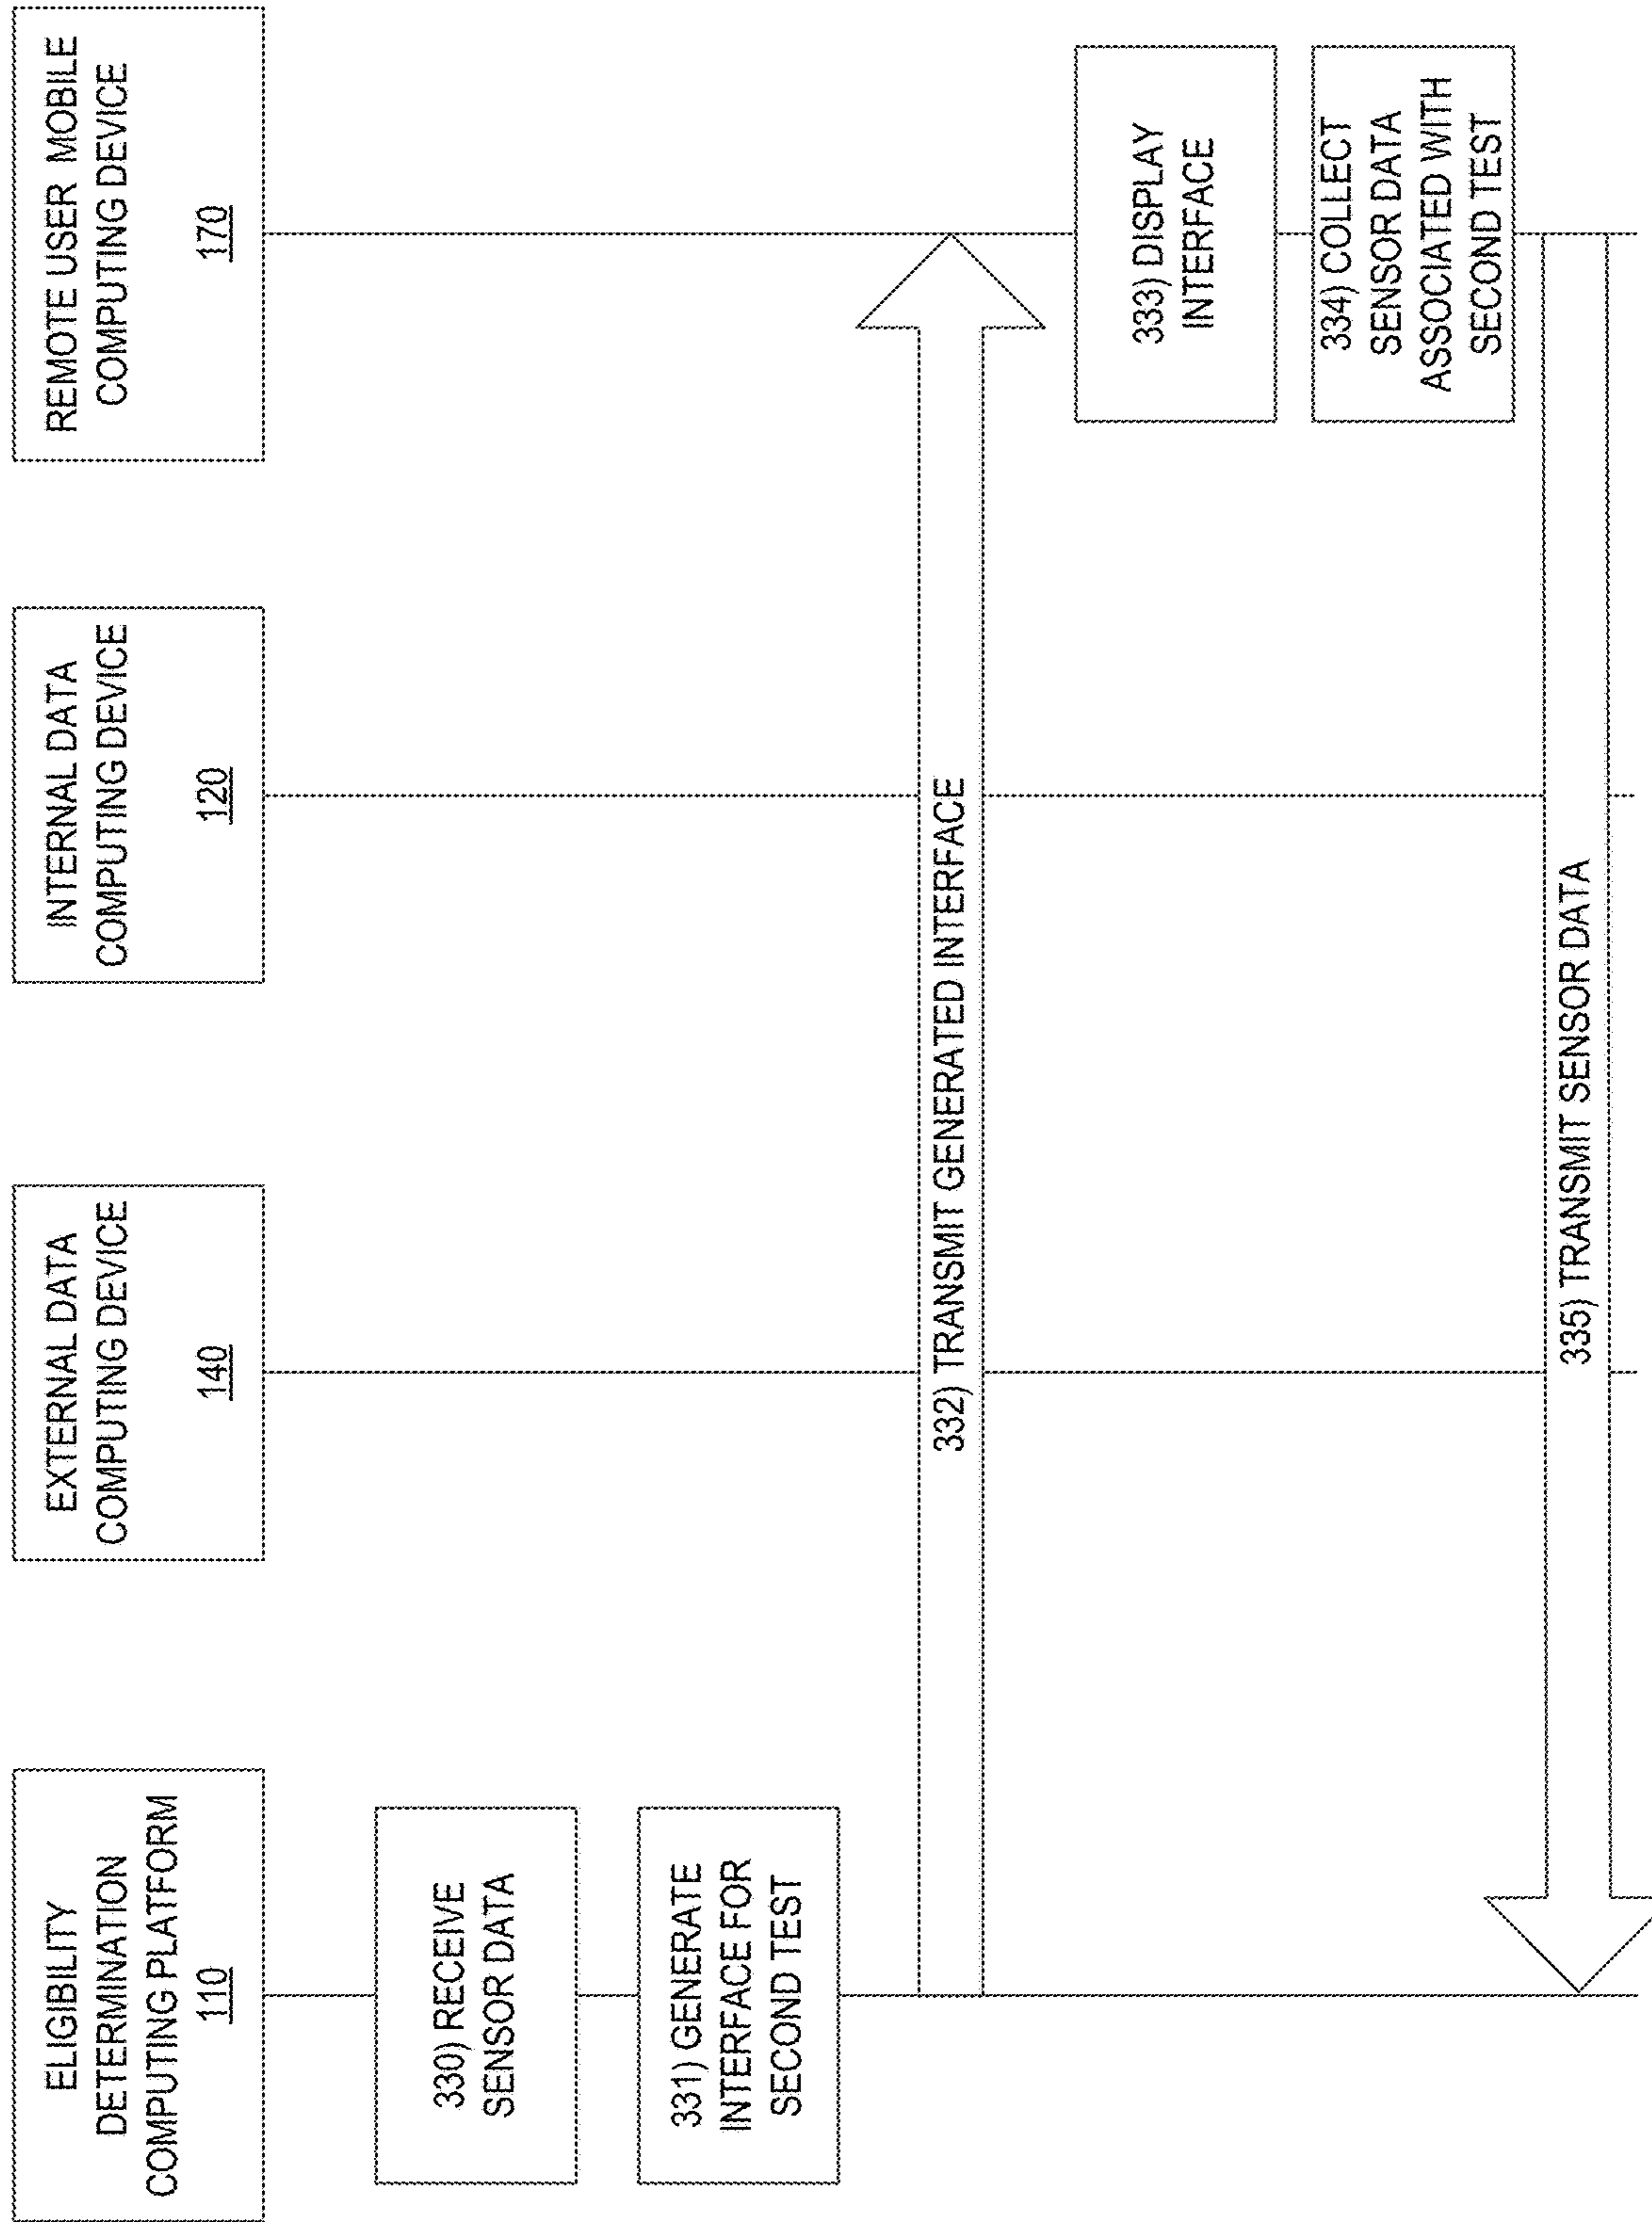 ELIGIBILITY
DETERMINATION
COMPUTING PLATFORM
110
EXTERNAL DATA
COMPUTING DEVICE
140
INTERNAL DATA
COMPUTING DEVICE
120
REMOTE USER MOBILE
COMPUTING DEVICE
170
330) RECEIVE
SENSOR DATA
331) GENERATE
INTERFACE FOR
SECOND TEST
332) TRANSMIT GENERATED INTERFACE
333) DISPLAY
INTERFACE
334) COLLECT
SENSOR DATA
ASSOCIATED WITH
SECOND TEST
335) TRANSMIT SENSOR DATA